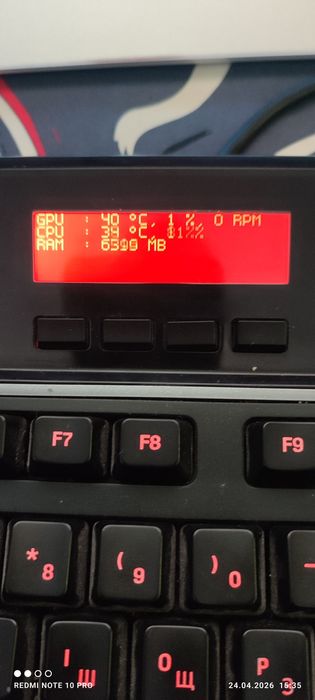 GPU : 40 °C, 1 %, 0 RPM
CPU : 39 °C,
RAM : MB
F7 F8 F9
* 8 ( 9 ) 0
Ш О Щ Р З
REDMI NOTE 10 PRO
24.04.2026 15:35